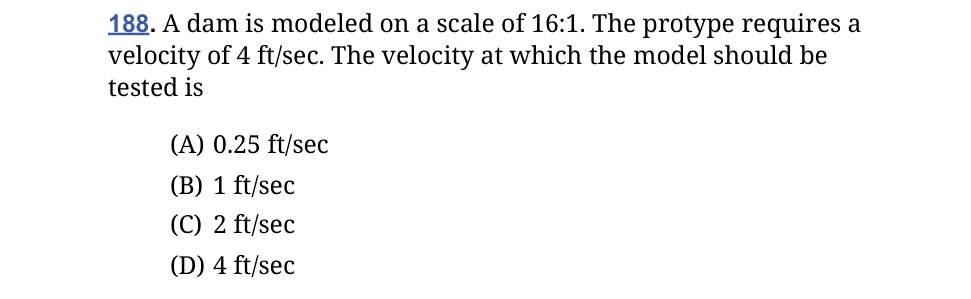 188. A dam is modeled on a scale of 16:1. The protype requires a
velocity of 4 ft/sec. The velocity at which the model should be
tested is
(A) 0.25 ft/sec
(B) 1 ft/sec
(C) 2 ft/sec
(D) 4 ft/sec